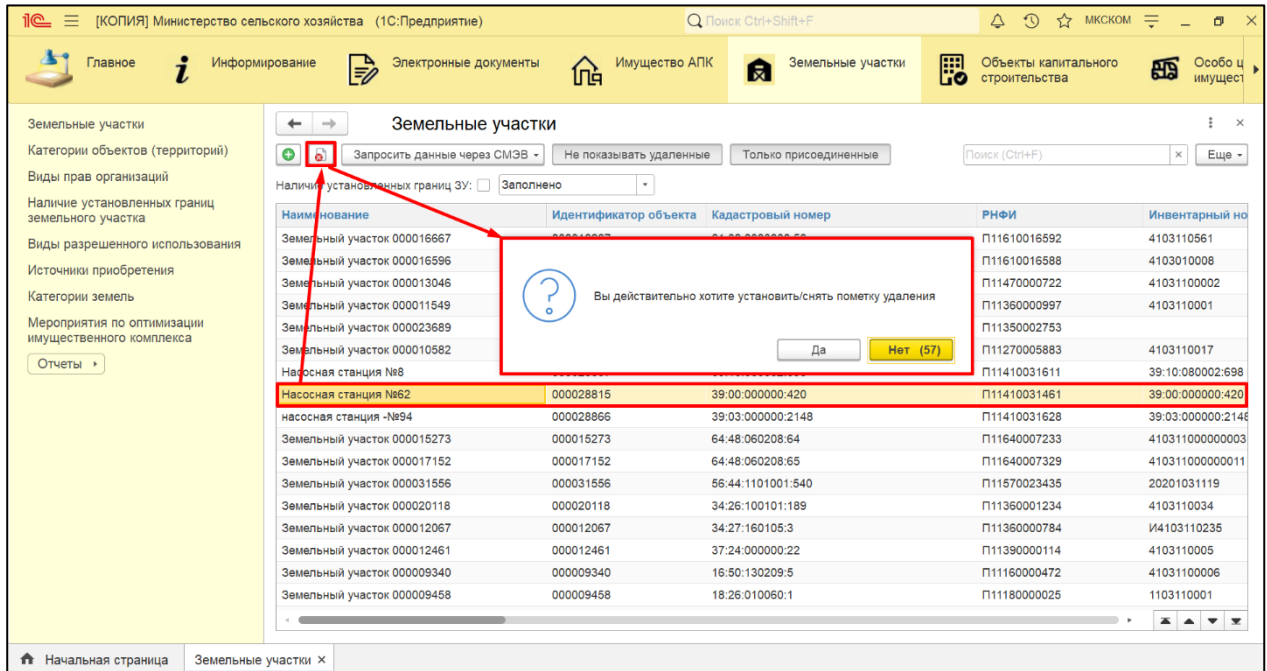 1С [КОПИЯ] Министерство сельского хозяйства (1С:Предприятие) Поиск Ctrl+Shift+F МКСКОМ
Главное Информирование Электронные документы Имущество АПК Земельные участки Объекты капитального строительства Особо ц имущест
Земельные участки
Категории объектов (территорий)
Виды прав организаций
Наличие установленных границ
земельного участка
Виды разрешенного использования
Источники приобретения
Категории земель
Мероприятия по оптимизации
имущественного комплекса
Отчеты
Земельные участки
Запросить данные через СМЭВ Не показывать удаленные Только присоединенные Поиск (Ctrl+F) × Еще
Наличие установленных границ ЗУ: Заполнено
Наименование Идентификатор объекта Кадастровый номер РНФИ Инвентарный но
Земельный участок 000016667 П11610016592 4103110561
Земельный участок 000016596 П11610016588 4103010008
Земельный участок 000013046 П11470000722 41031100002
Земельный участок 000011549 П11360000997 4103110001
Земельный участок 000023689 П11350002753
Земельный участок 000010582 П11270005883 4103110017
Насосная станция №8 П11410031611 39:10:080002:698
Насосная станция №62 000028815 39:00:000000:420 П11410031461 39:00:000000:420
насосная станция -№94 000028866 39:03:000000:2148 П11410031628 39:03:000000:2148
Земельный участок 000015273 000015273 64:48:060208:64 П11640007233 410311000000003
Земельный участок 000017152 000017152 64:48:060208:65 П11640007329 410311000000011
Земельный участок 000031556 000031556 56:44:1101001:540 П11570023435 20201031119
Земельный участок 000020118 000020118 34:26:100101:189 П11360001234 4103110034
Земельный участок 000012067 000012067 34:27:160105:3 П11360000784 И4103110235
Земельный участок 000012461 000012461 37:24:000000:22 П11390000114 4103110005
Земельный участок 000009340 000009340 16:50:130209:5 П11160000472 41031100006
Земельный участок 000009458 000009458 18:26:010060:1 П11180000025 1103110001
Вы действительно хотите установить/снять пометку удаления
Да Нет (57)
Начальная страница Земельные участки ×